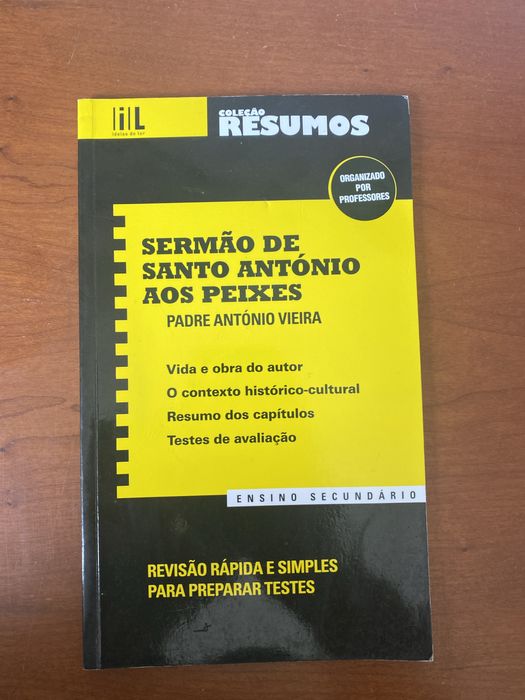 iL
Ideias de ler
COLEÇÃO
RESUMOS
ORGANIZADO
POR
PROFESSORES
SERMÃO DE
SANTO ANTÓNIO
AOS PEIXES
PADRE ANTÓNIO VIEIRA
Vida e obra do autor
O contexto histórico-cultural
Resumo dos capítulos
Testes de avaliação
ENSINO SECUNDÁRIO
REVISÃO RÁPIDA E SIMPLES
PARA PREPARAR TESTES